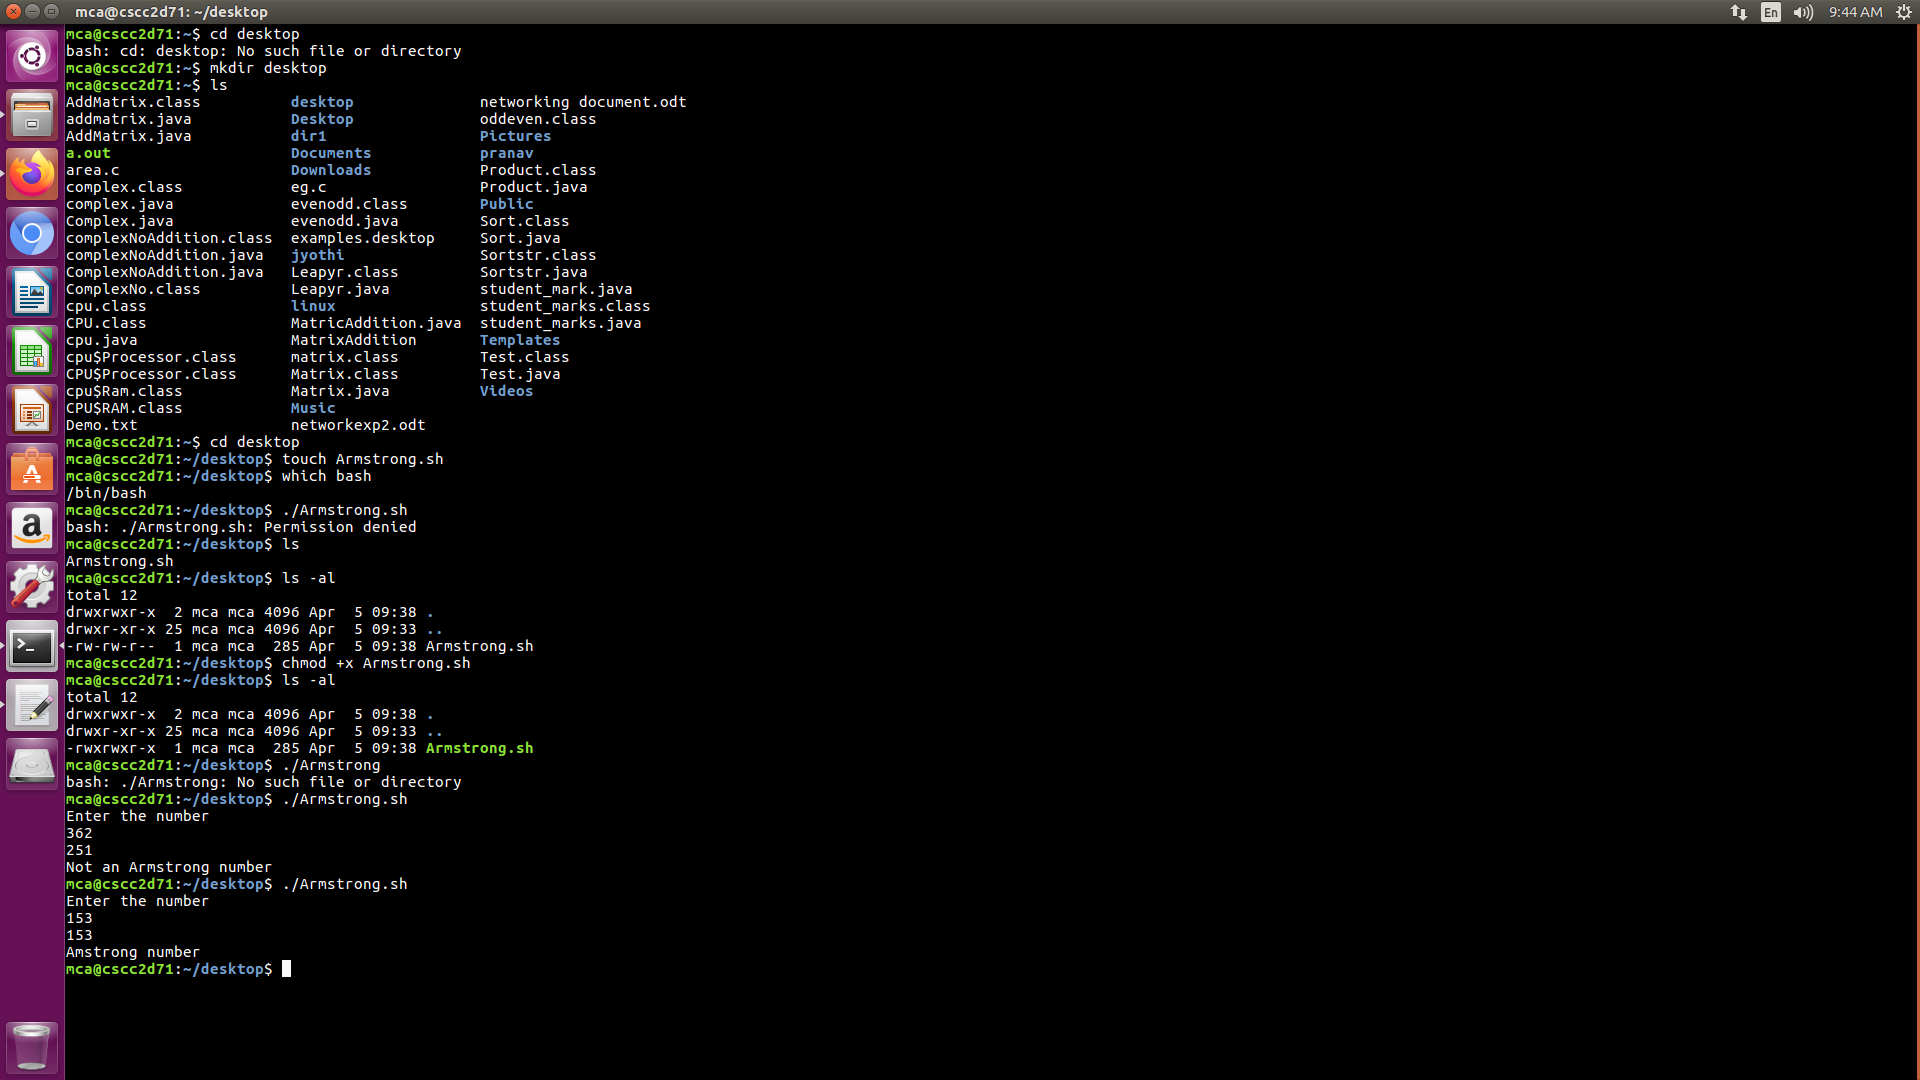 mca@cscc2d71: ~/desktop
En
9:44 AM
mca@cscc2d71:~$ cd desktop
bash: cd: desktop: No such file or directory
mca@cscc2d71:~$ mkdir desktop
mca@cscc2d71:~$ ls
AddMatrix.class          desktop              networking document.odt
addmatrix.java           Desktop              oddeven.class
AddMatrix.java           dir1                 Pictures
a.out                    Documents            pranav
area.c                   Downloads            Product.class
complex.class            eg.c                 Product.java
complex.java             evenodd.class        Public
Complex.java             evenodd.java         Sort.class
complexNoAddition.class  examples.desktop     Sort.java
complexNoAddition.java   jyothi               Sortstr.class
ComplexNoAddition.java   Leapyr.class         Sortstr.java
ComplexNo.class          Leapyr.java          student_mark.java
cpu.class                linux                student_marks.class
CPU.class                MatricAddition.java  student_marks.java
cpu.java                 MatrixAddition       Templates
cpu$Processor.class      matrix.class         Test.class
CPU$Processor.class      Matrix.class         Test.java
cpu$Ram.class            Matrix.java          Videos
CPU$RAM.class            Music
Demo.txt                 networkexp2.odt
mca@cscc2d71:~$ cd desktop
mca@cscc2d71:~/desktop$ touch Armstrong.sh
mca@cscc2d71:~/desktop$ which bash
/bin/bash
mca@cscc2d71:~/desktop$ ./Armstrong.sh
bash: ./Armstrong.sh: Permission denied
mca@cscc2d71:~/desktop$ ls
Armstrong.sh
mca@cscc2d71:~/desktop$ ls -al
total 12
drwxrwxr-x  2 mca mca 4096 Apr  5 09:38 .
drwxr-xr-x 25 mca mca 4096 Apr  5 09:33 ..
-rw-rw-r--  1 mca mca  285 Apr  5 09:38 Armstrong.sh
mca@cscc2d71:~/desktop$ chmod +x Armstrong.sh
mca@cscc2d71:~/desktop$ ls -al
total 12
drwxrwxr-x  2 mca mca 4096 Apr  5 09:38 .
drwxr-xr-x 25 mca mca 4096 Apr  5 09:33 ..
-rwxrwxr-x  1 mca mca  285 Apr  5 09:38 Armstrong.sh
mca@cscc2d71:~/desktop$ ./Armstrong
bash: ./Armstrong: No such file or directory
mca@cscc2d71:~/desktop$ ./Armstrong.sh
Enter the number
362
251
Not an Armstrong number
mca@cscc2d71:~/desktop$ ./Armstrong.sh
Enter the number
153
153
Amstrong number
mca@cscc2d71:~/desktop$